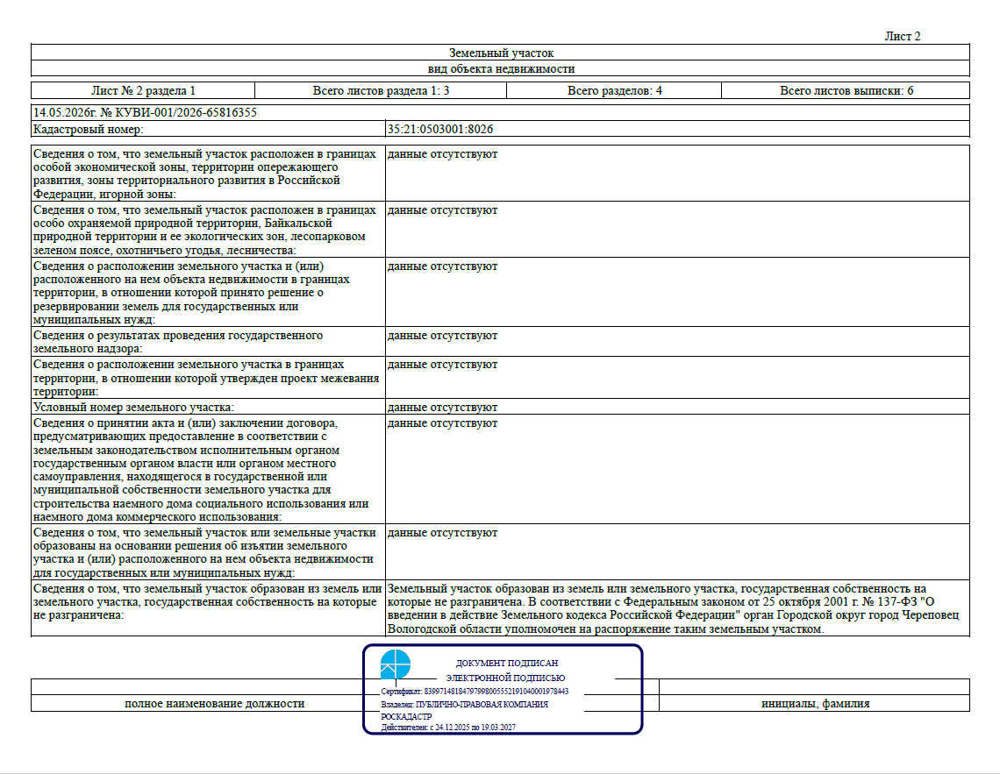 Лист 2
Земельный участок
вид объекта недвижимости
Лист № 2 раздела 1
Всего листов раздела 1: 3
Всего разделов: 4
Всего листов выписки: 6
14.05.2026г. № КУВИ-001/2026-65816355
Кадастровый номер:
35:21:0503001:8026
Сведения о том, что земельный участок расположен в границах
особой экономической зоны, территории опережающего
развития, зоны территориального развития в Российской
Федерации, игорной зоны:
данные отсутствуют
Сведения о том, что земельный участок расположен в границах
особо охраняемой природной территории, Байкальской
природной территории и ее экологических зон, лесопарковом
зеленом поясе, охотничьего угодья, лесничества:
данные отсутствуют
Сведения о расположении земельного участка и (или)
расположенного на нем объекта недвижимости в границах
территории, в отношении которой принято решение о
резервировании земель для государственных или
муниципальных нужд:
данные отсутствуют
Сведения о результатах проведения государственного
земельного надзора:
данные отсутствуют
Сведения о расположении земельного участка в границах
территории, в отношении которой утвержден проект межевания
территории:
данные отсутствуют
Условный номер земельного участка:
данные отсутствуют
Сведения о принятии акта и (или) заключении договора,
предусматривающих предоставление в соответствии с
земельным законодательством исполнительным органом
государственным органом власти или органом местного
самоуправления, находящегося в государственной или
муниципальной собственности земельного участка для
строительства наемного дома социального использования или
наемного дома коммерческого использования:
данные отсутствуют
Сведения о том, что земельный участок или земельные участки
образованы на основании решения об изъятии земельного
участка и (или) расположенного на нем объекта недвижимости
для государственных или муниципальных нужд:
данные отсутствуют
Сведения о том, что земельный участок образован из земель или
земельного участка, государственная собственность на которые
не разграничена:
Земельный участок образован из земель или земельного участка, государственная собственность на
которые не разграничена. В соответствии с Федеральным законом от 25 октября 2001 г. № 137-ФЗ "О
введении в действие Земельного кодекса Российской Федерации" орган Городской округ город Череповец
Вологодской области уполномочен на распоряжение таким земельным участком.
ДОКУМЕНТ ПОДПИСАН
ЭЛЕКТРОННОЙ ПОДПИСЬЮ
Сертификат: 83997148184797998005552191040001978443
Владелец: ПУБЛИЧНО-ПРАВОВАЯ КОМПАНИЯ
РОСКАДАСТР
Действителен: с 24.12.2025 по 19.03.2027
полное наименование должности
инициалы, фамилия